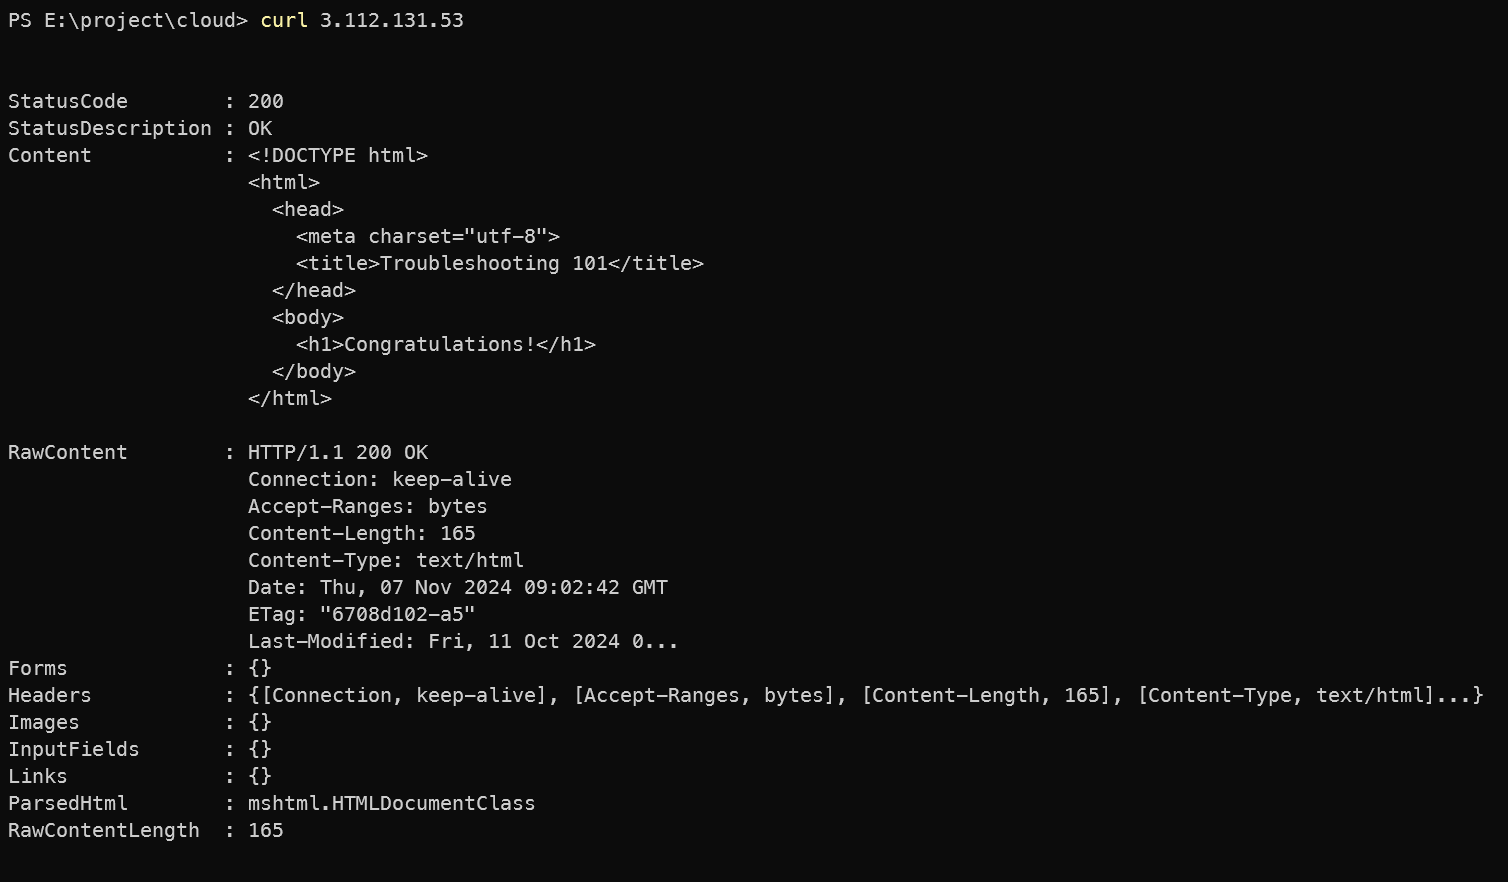 PS E:\project\cloud> curl 3.112.131.53
StatusCode        : 200
StatusDescription : OK
Content           : <!DOCTYPE html>
                    <html>
                      <head>
                        <meta charset="utf-8">
                        <title>Troubleshooting 101</title>
                      </head>
                      <body>
                        <h1>Congratulations!</h1>
                      </body>
                    </html>
RawContent        : HTTP/1.1 200 OK
                    Connection: keep-alive
                    Accept-Ranges: bytes
                    Content-Length: 165
                    Content-Type: text/html
                    Date: Thu, 07 Nov 2024 09:02:42 GMT
                    ETag: "6708d102-a5"
                    Last-Modified: Fri, 11 Oct 2024 0...
Forms             : {}
Headers           : {[Connection, keep-alive], [Accept-Ranges, bytes], [Content-Length, 165], [Content-Type, text/html]...}
Images            : {}
InputFields       : {}
Links             : {}
ParsedHtml        : mshtml.HTMLDocumentClass
RawContentLength  : 165